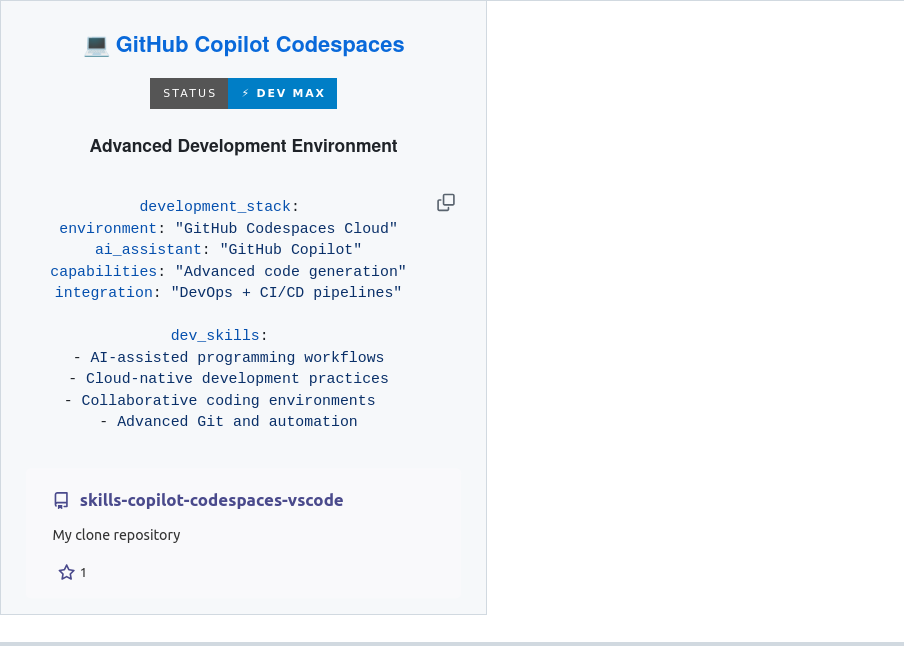 💻 GitHub Copilot Codespaces
STATUS ⚡ DEV MAX
Advanced Development Environment
development_stack:
environment: "GitHub Codespaces Cloud"
ai_assistant: "GitHub Copilot"
capabilities: "Advanced code generation"
integration: "DevOps + CI/CD pipelines"
dev_skills:
- AI-assisted programming workflows
- Cloud-native development practices
- Collaborative coding environments
- Advanced Git and automation
skills-copilot-codespaces-vscode
My clone repository
1